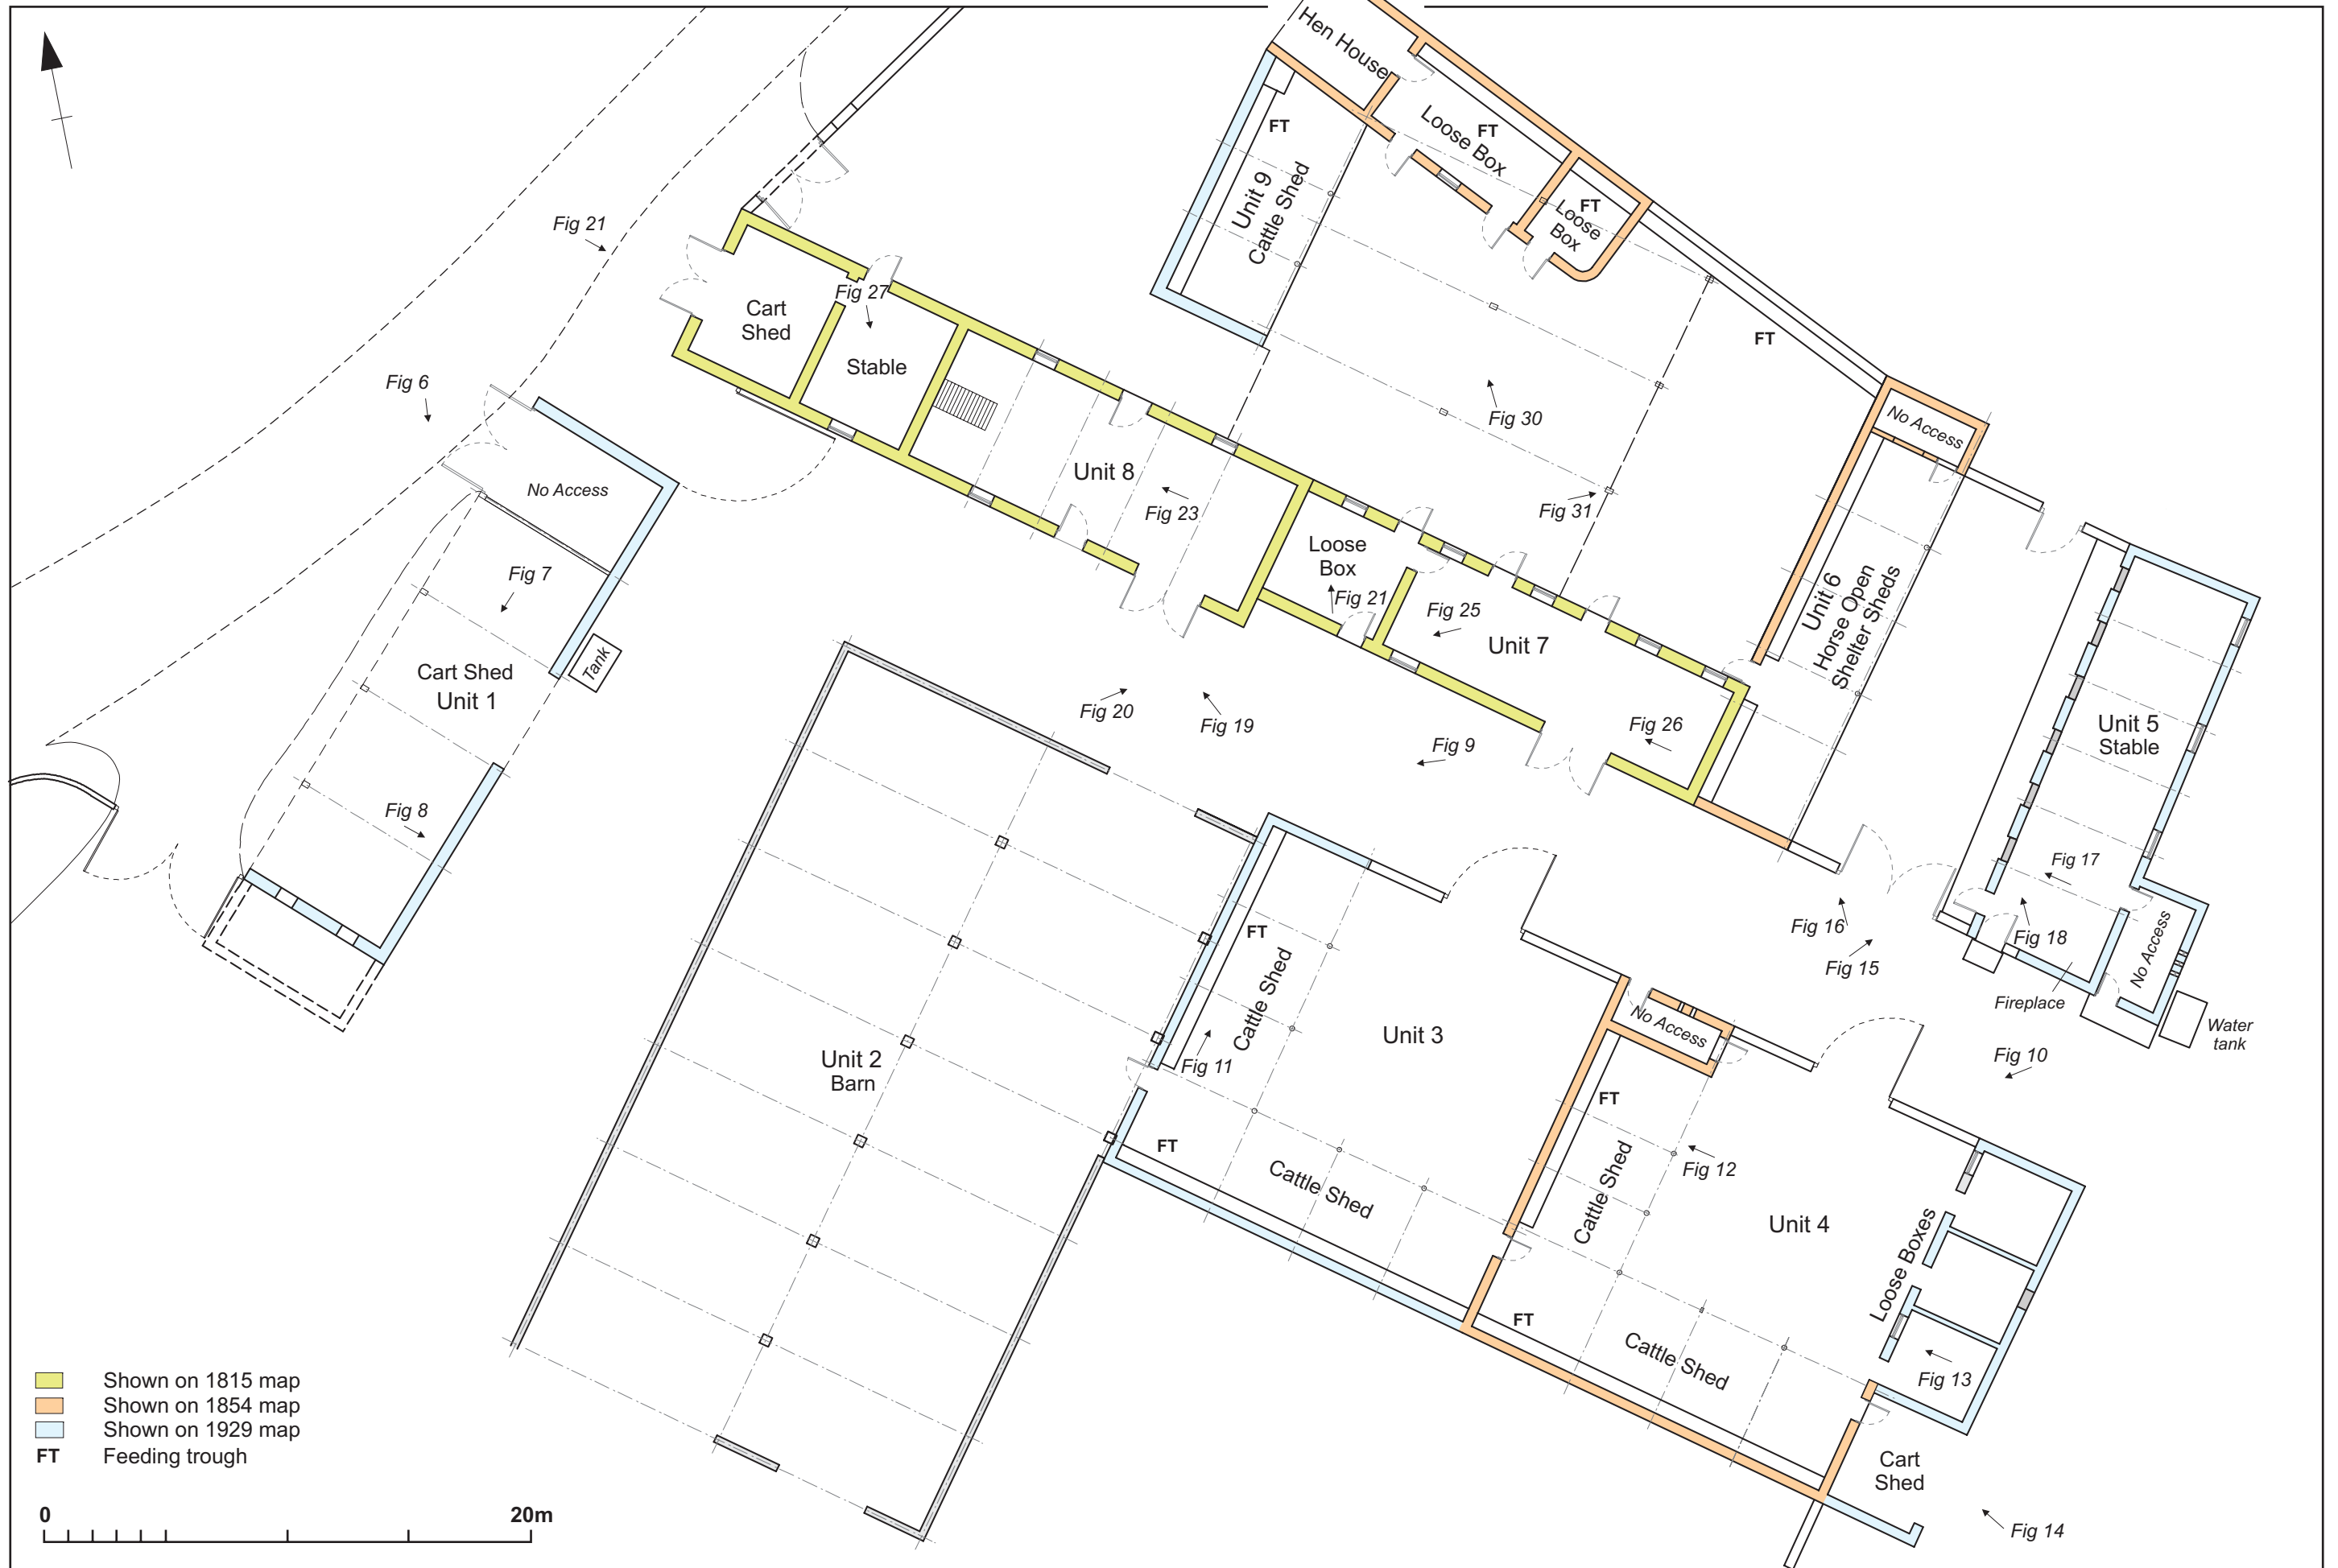 Hen House
FT
Loose Box
FT
Unit 9
Cattle Shed
FT
Loose
Box
Fig 21
Fig 27
Cart
Shed
Stable
FT
Fig 6
No Access
Fig 30
No Access
Unit 8
Fig 23
Fig 31
Loose
Box
Fig 21
Fig 25
Unit 7
Unit 6
Horse Open
Shelter Sheds
Fig 7
Cart Shed
Unit 1
Tank
Fig 20
Fig 19
Fig 9
Fig 26
Unit 5
Stable
Fig 8
Fig 17
Fig 16
Fig 18
Fig 15
No Access
Fireplace
FT
Cattle Shed
Unit 3
No Access
Water
tank
Fig 10
Fig 11
Unit 2
Barn
FT
FT
Cattle Shed
Cattle Shed
Fig 12
Unit 4
Loose Boxes
FT
Cattle Shed
Fig 13
Cart
Shed
Fig 14
Shown on 1815 map
Shown on 1854 map
Shown on 1929 map
FT Feeding trough
0 20m